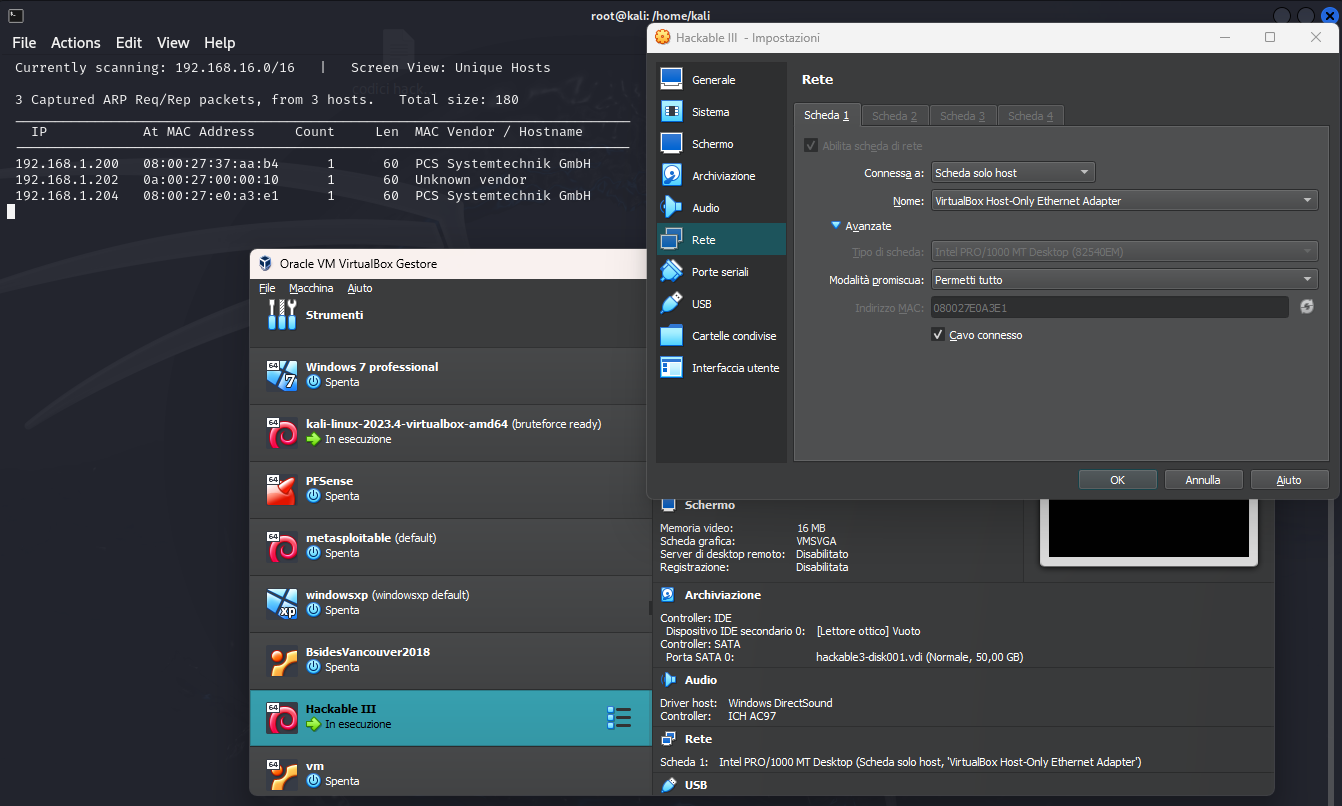 root@kali: /home/kali
File Actions Edit View Help
Currently scanning: 192.168.16.0/16 | Screen View: Unique Hosts
3 Captured ARP Req/Rep packets, from 3 hosts. Total size: 180
IP At MAC Address Count Len MAC Vendor / Hostname
192.168.1.200 08:00:27:37:aa:b4 1 60 PCS Systemtechnik GmbH
192.168.1.202 0a:00:27:00:00:10 1 60 Unknown vendor
192.168.1.204 08:00:27:e0:a3:e1 1 60 PCS Systemtechnik GmbH
codici hack
Hackable III - Impostazioni
Generale
Sistema
Schermo
Archiviazione
Audio
Rete
Porte seriali
USB
Cartelle condivise
Interfaccia utente
Rete
Scheda 1 Scheda 2 Scheda 3 Scheda 4
Abilita scheda di rete
Connessa a: Scheda solo host
Nome: VirtualBox Host-Only Ethernet Adapter
Avanzate
Tipo di scheda: Intel PRO/1000 MT Desktop (82540EM)
Modalità promiscua: Permetti tutto
Indirizzo MAC: 080027E0A3E1
Cavo connesso
OK Annulla Aiuto
Oracle VM VirtualBox Gestore
File Macchina Aiuto
Strumenti
64
7
Windows 7 professional
Spenta
64
kali-linux-2023.4-virtualbox-amd64 (bruteforce ready)
In esecuzione
64
PFSense
Spenta
64
metasploitable (default)
Spenta
64
xp
windowsxp (windowsxp default)
Spenta
BsidesVancouver2018
Spenta
64
Hackable III
In esecuzione
64
vm
Spenta
Schermo
Memoria video: 16 MB
Scheda grafica: VMSVGA
Server di desktop remoto: Disabilitato
Registrazione: Disabilitata
Archiviazione
Controller: IDE
Dispositivo IDE secondario 0: [Lettore ottico] Vuoto
Controller: SATA
Porta SATA 0: hackable3-disk001.vdi (Normale, 50,00 GB)
Audio
Driver host: Windows DirectSound
Controller: ICH AC97
Rete
Scheda 1: Intel PRO/1000 MT Desktop (Scheda solo host, 'VirtualBox Host-Only Ethernet Adapter')
USB